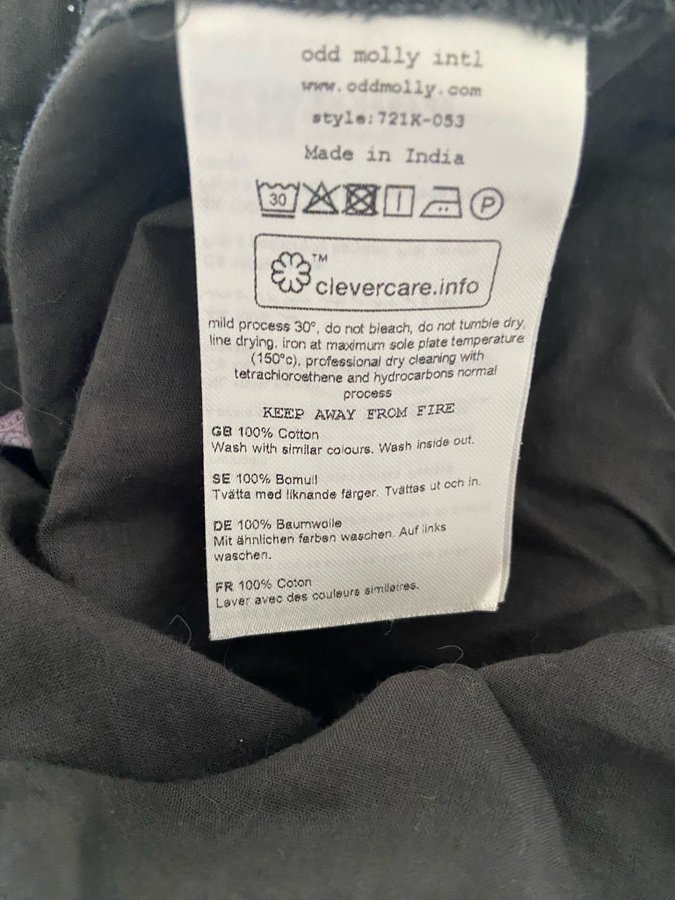 odd molly intl
www.oddmolly.com
style:721K-053
Made in India
30 P
™
clevercare.info
mild process 30°, do not bleach, do not tumble dry,
line drying, iron at maximum sole plate temperature
(150°c), professional dry cleaning with
tetrachloroethene and hydrocarbons normal
process
KEEP AWAY FROM FIRE
GB 100% Cotton
Wash with similar colours. Wash inside out.
SE 100% Bomull
Tvätta med liknande färger. Tvättas ut och in.
DE 100% Baumwolle
Mit ähnlichen farben waschen. Auf links
waschen.
FR 100% Coton
Laver avec des couleurs similaires.